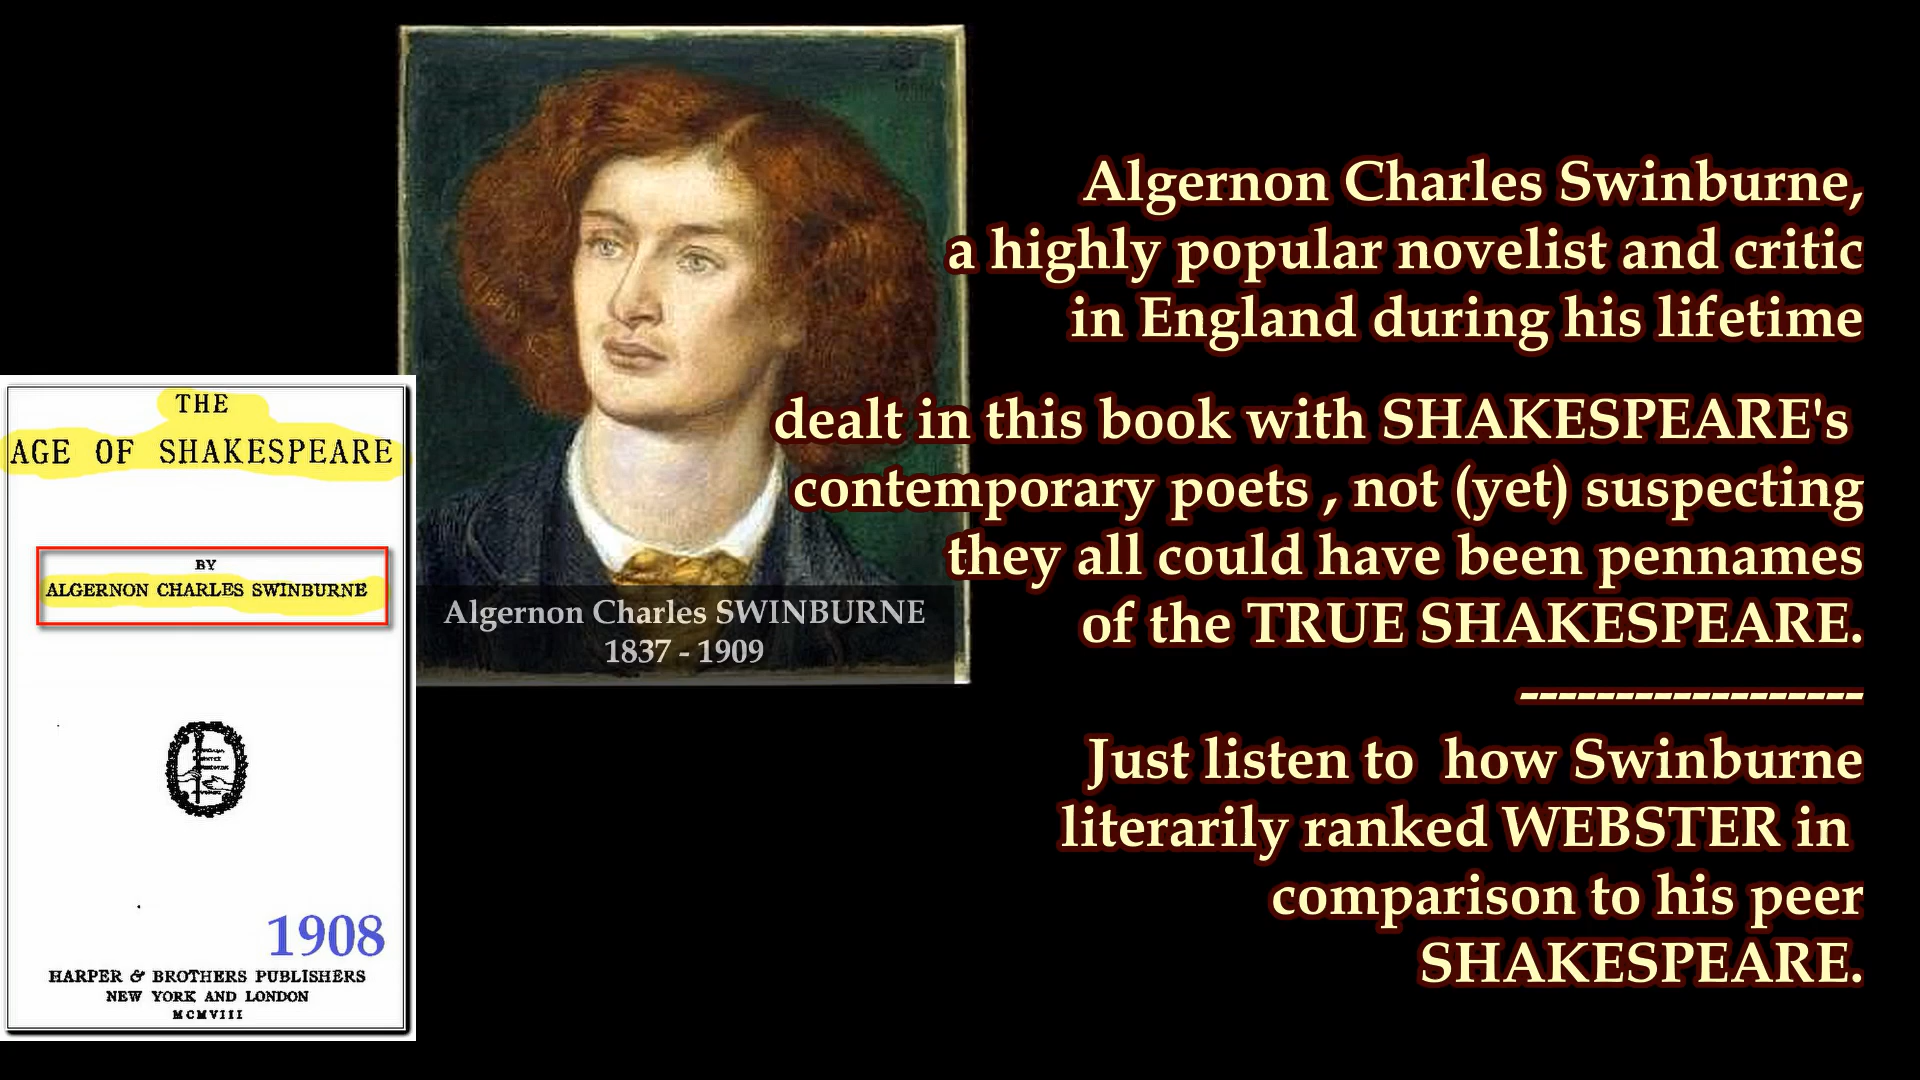 THE
AGE OF SHAKESPEARE
BY
ALGERNON CHARLES SWINBURNE
1908
HARPER & BROTHERS PUBLISHERS
NEW YORK AND LONDON
MCMVIII
Algernon Charles SWINBURNE
1837 - 1909
Algernon Charles Swinburne,
a highly popular novelist and critic
in England during his lifetime
dealt in this book with SHAKESPEARE's
contemporary poets , not (yet) suspecting
they all could have been pennames
of the TRUE SHAKESPEARE.
------------------
Just listen to  how Swinburne
literarily ranked WEBSTER in
comparison to his peer
SHAKESPEARE.